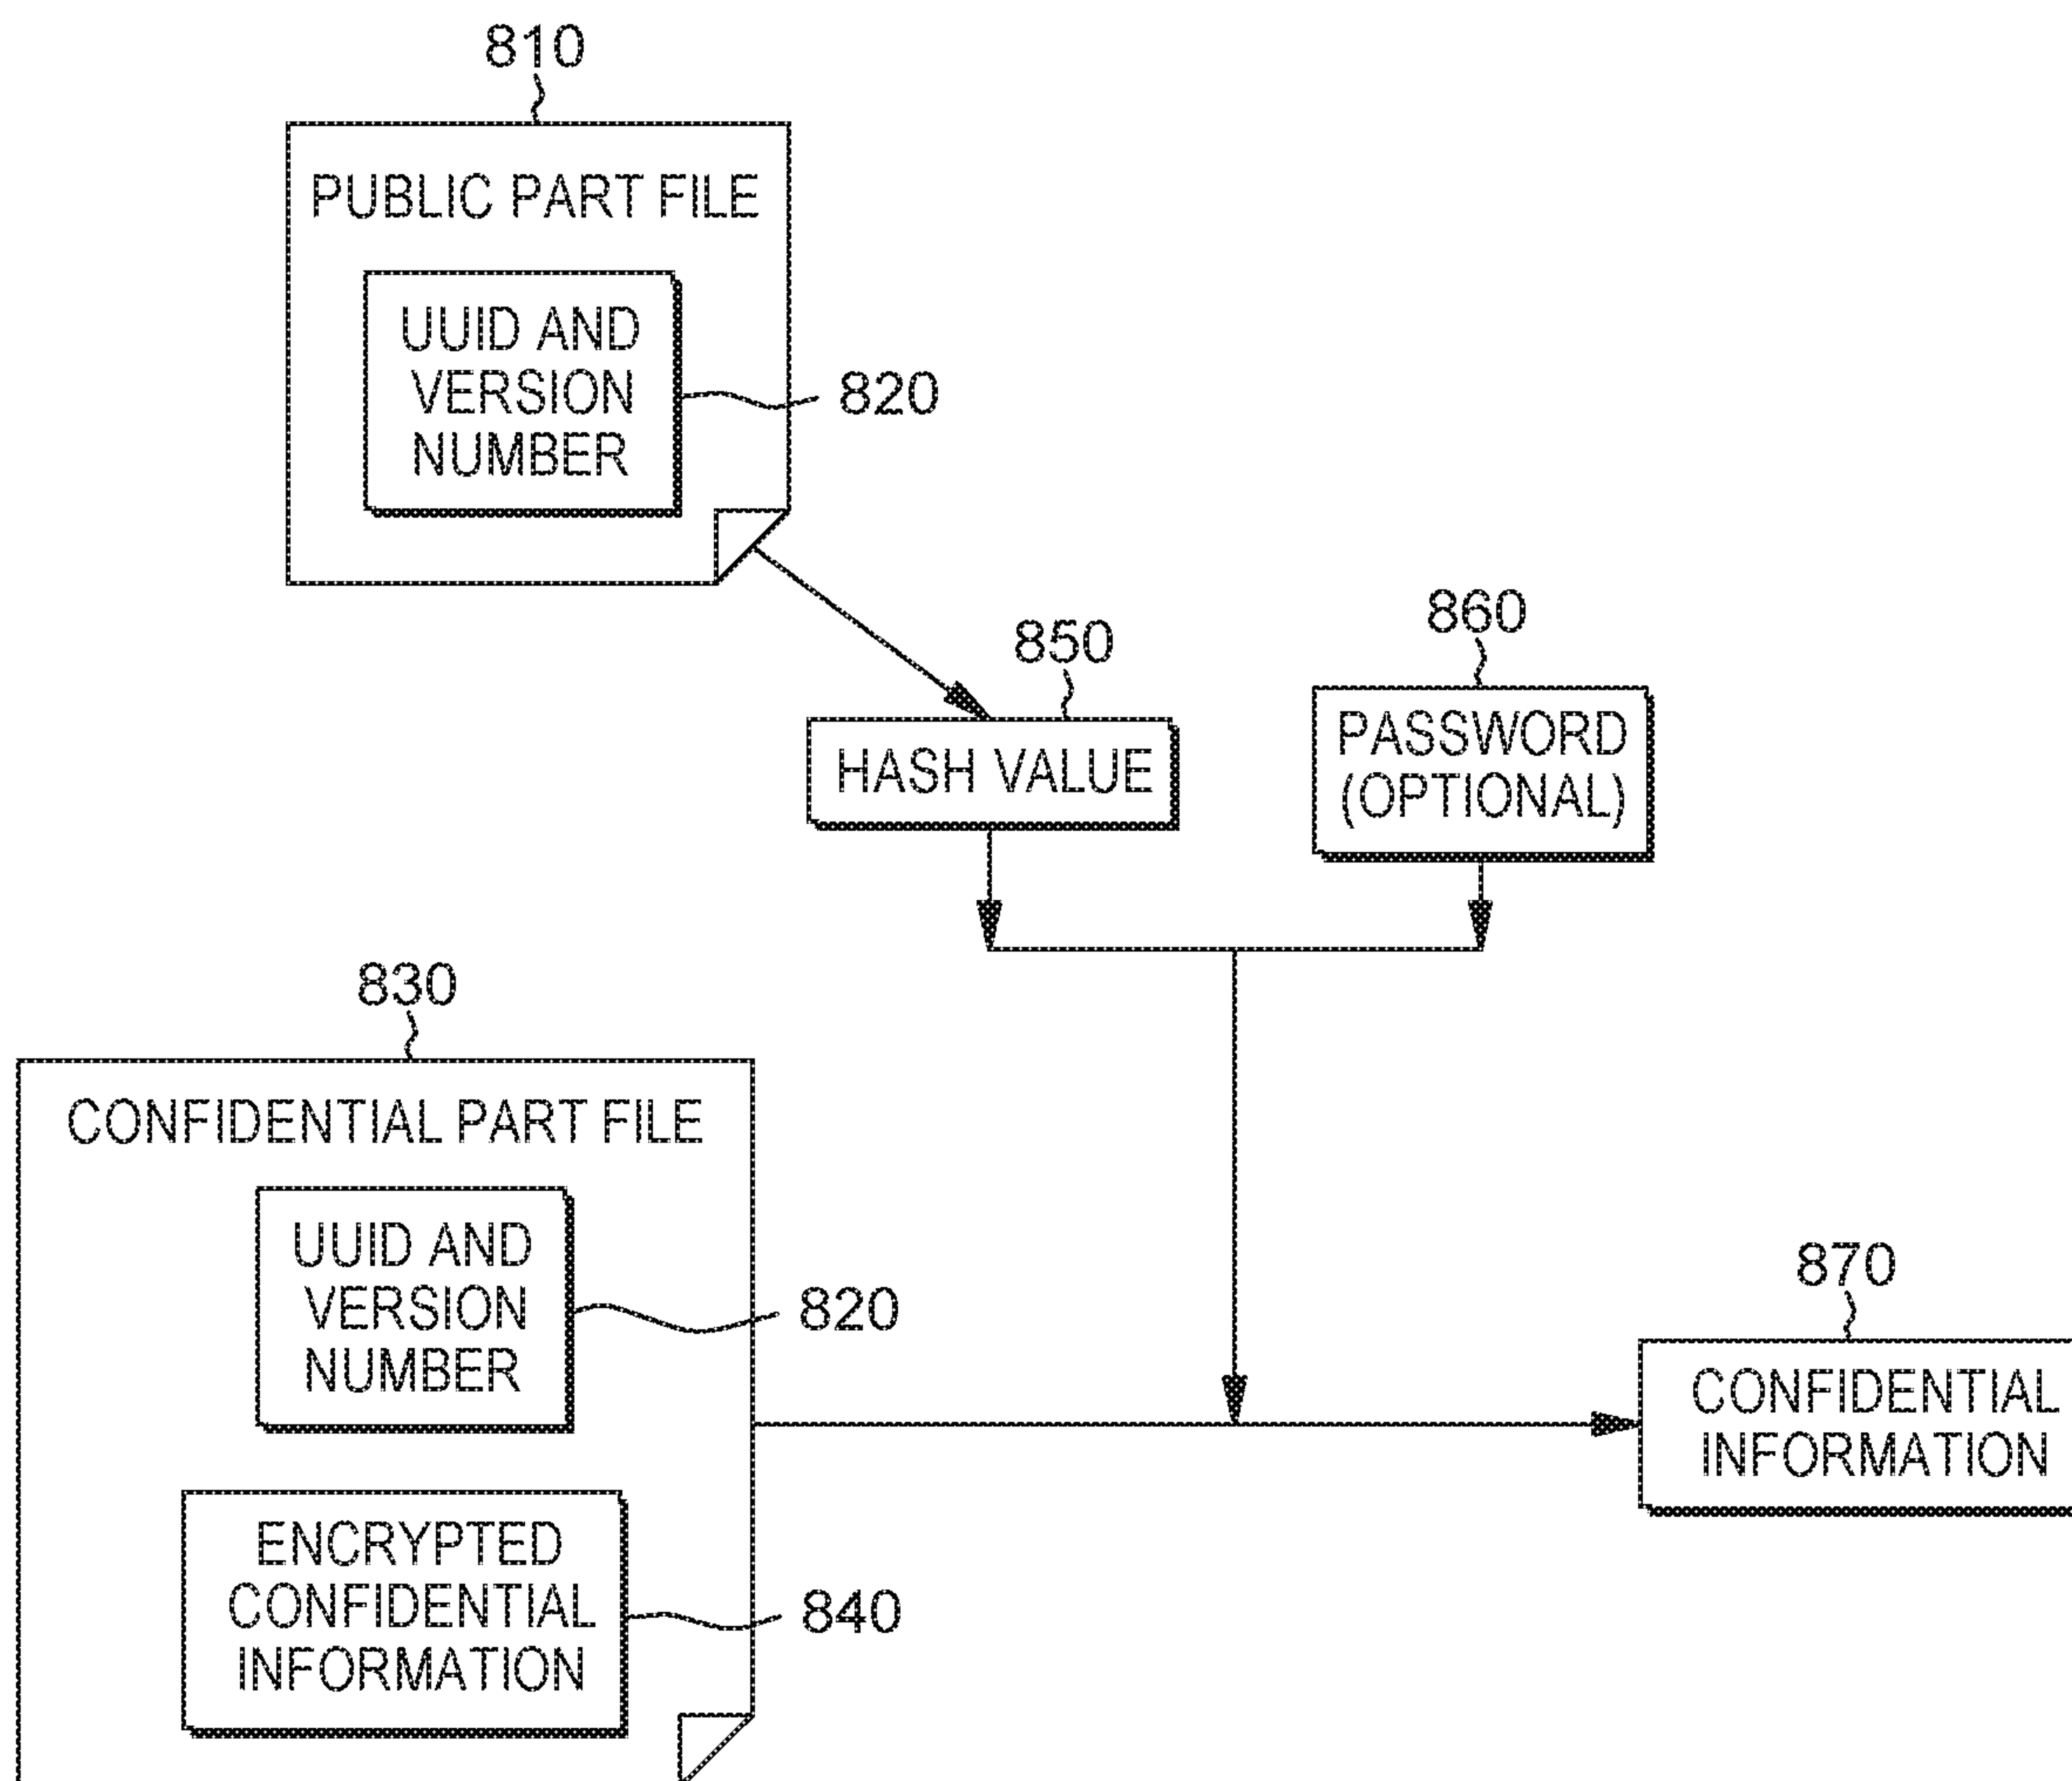 810
PUBLIC PART FILE
UUID AND
VERSION
NUMBER
820
850
HASH VALUE
860
PASSWORD
(OPTIONAL)
830
CONFIDENTIAL PART FILE
UUID AND
VERSION
NUMBER
820
ENCRYPTED
CONFIDENTIAL
INFORMATION
840
870
CONFIDENTIAL
INFORMATION